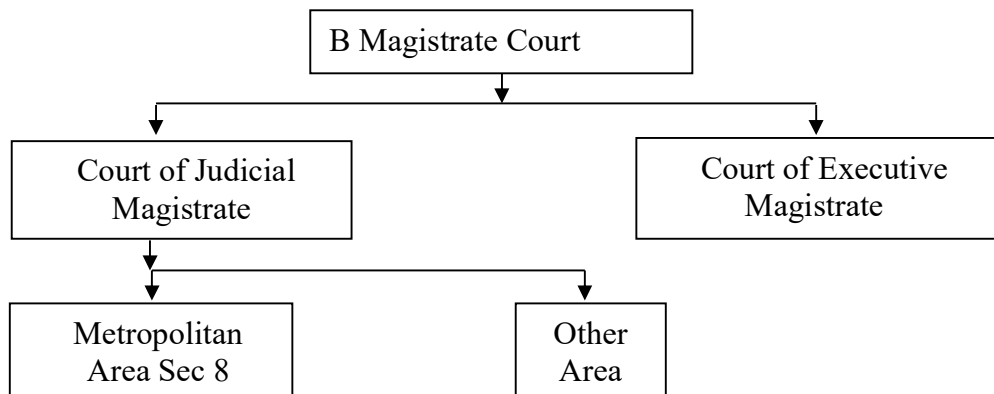 B Magistrate Court
Court of Judicial
Magistrate
Court of Executive
Magistrate
Metropolitan
Area Sec 8
Other
Area